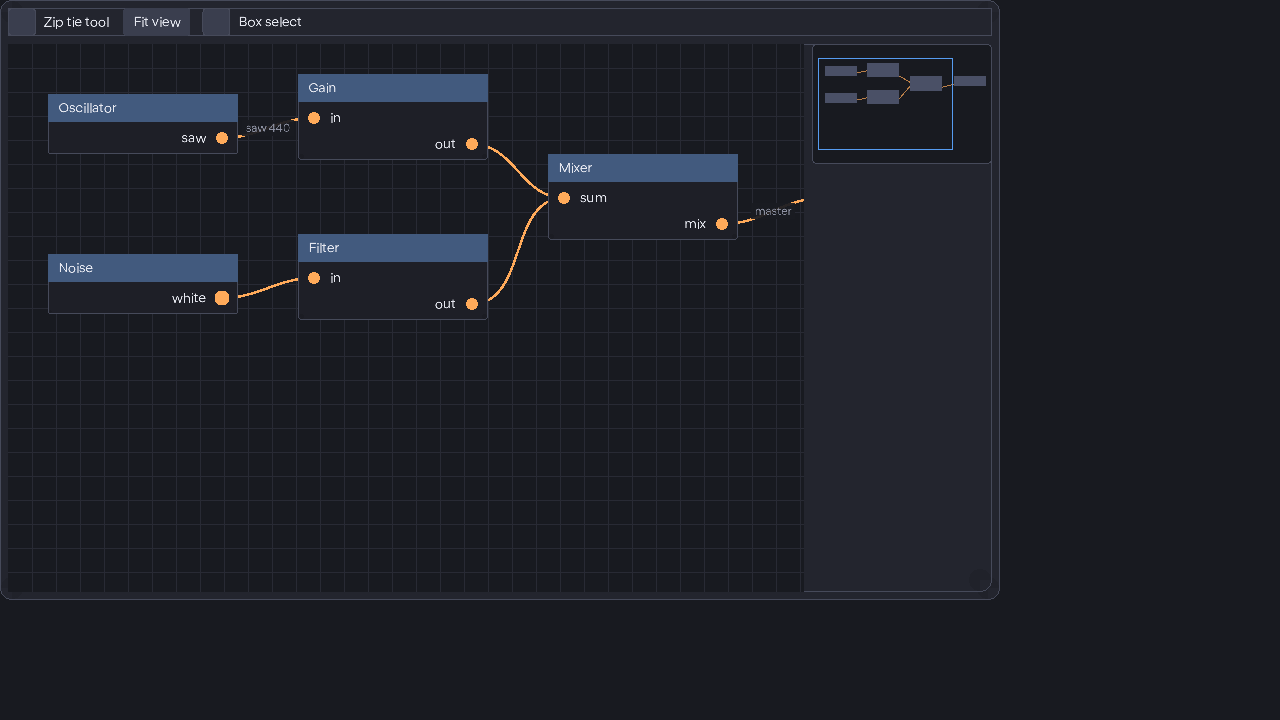 Zip tie tool Fit view Box select
Oscillator
saw
saw 440
Gain
in
out
Mixer
sum
mix
master
Noise
white
Filter
in
out